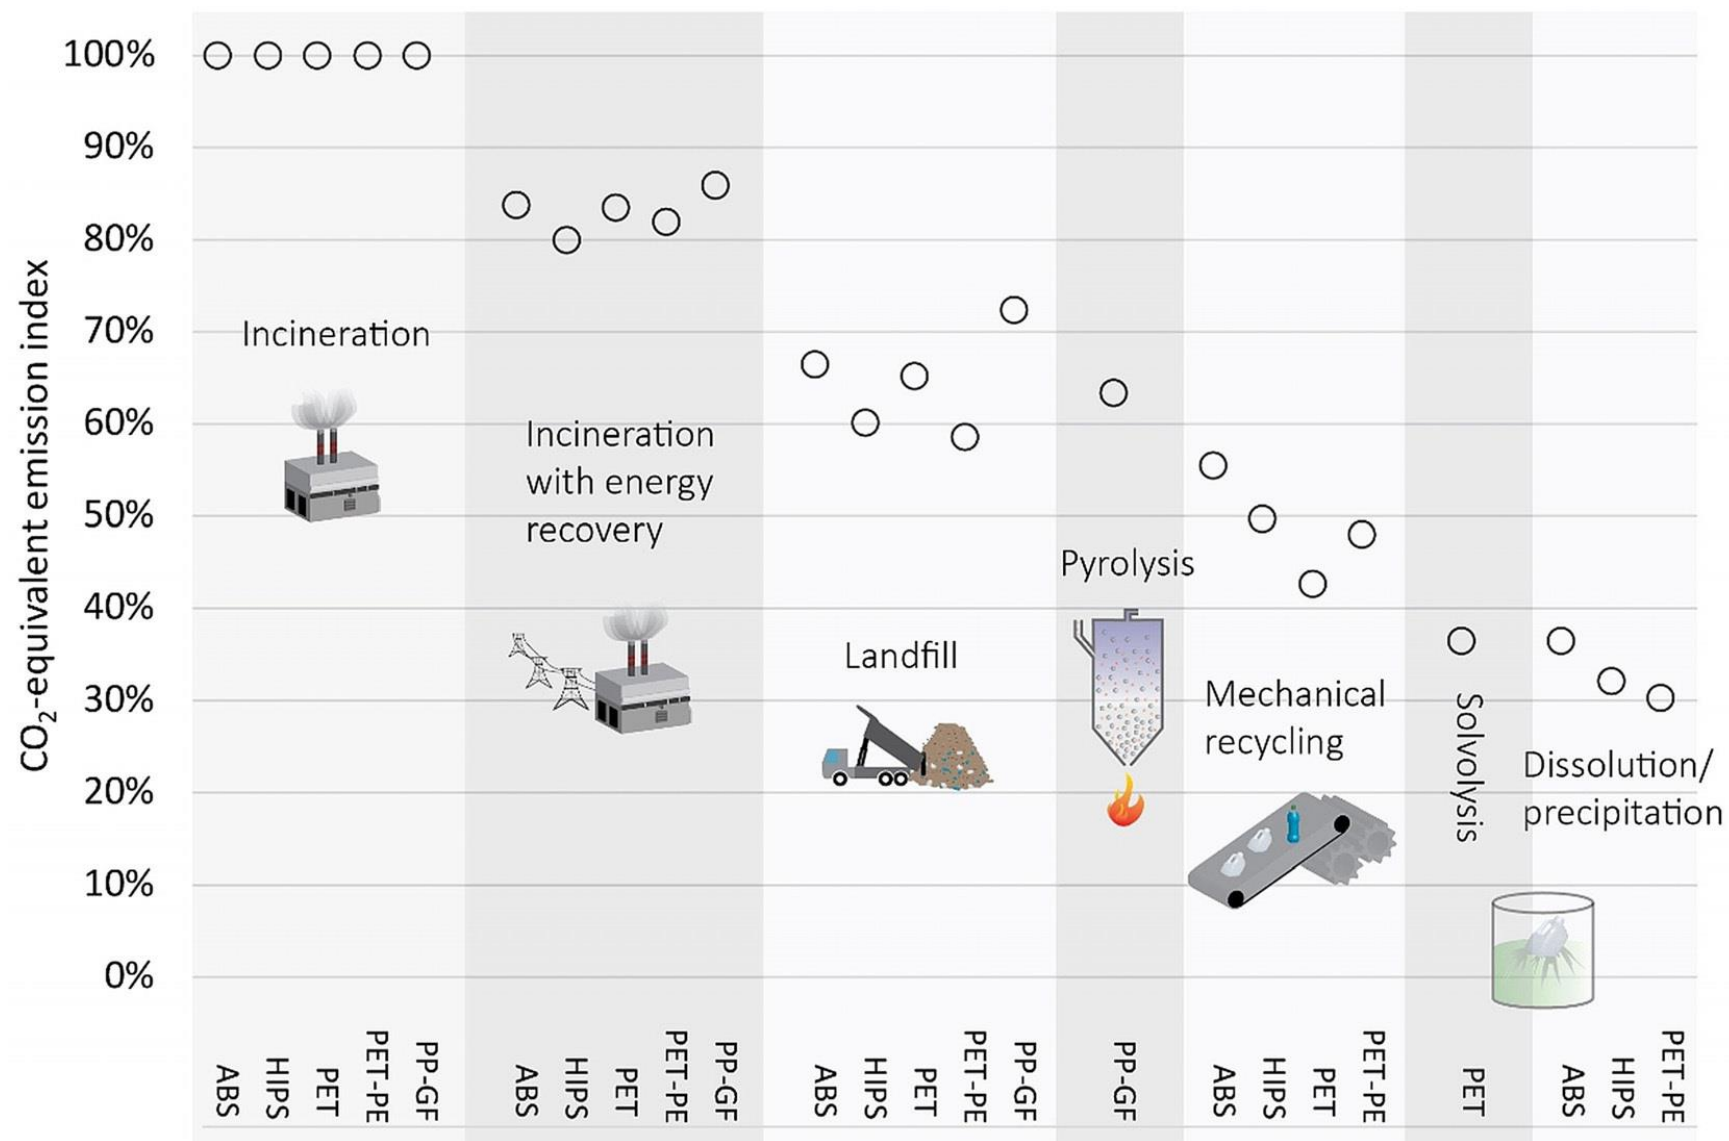 100%
90%
80%
70%
60%
50%
40%
30%
20%
10%
0%
CO₂-equivalent emission index
Incineration
Incineration
with energy
recovery
Landfill
Pyrolysis
Mechanical
recycling
Solvolysis
Dissolution/
precipitation
ABS
HIPS
PET
PET-PE
PP-GF
ABS
HIPS
PET
PET-PE
PP-GF
ABS
HIPS
PET
PET-PE
PP-GF
PP-GF
ABS
HIPS
PET
PET-PE
PET
ABS
HIPS
PET-PE